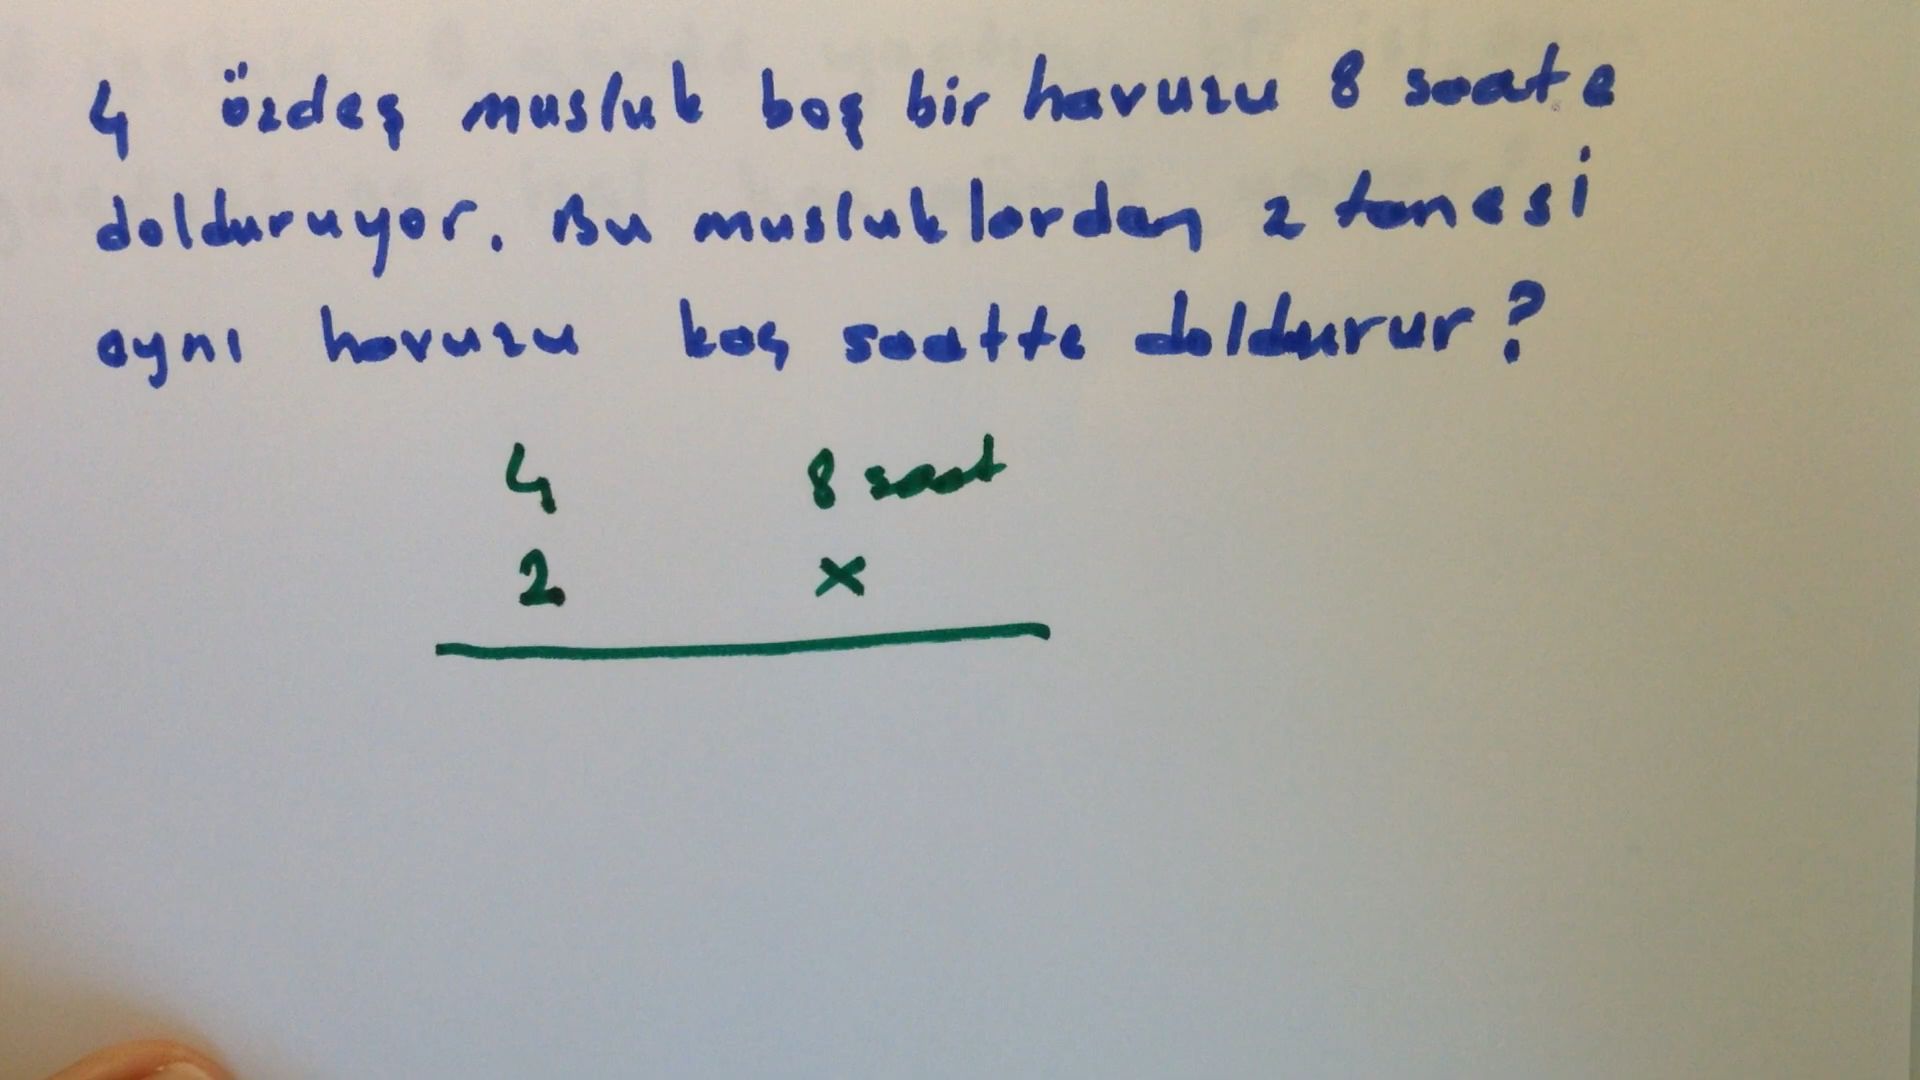 4 özdeş musluk boş bir havuzu 8 saate
dolduruyor. Bu musluklardan 2 tanesi
aynı havuzu kaç saatte doldurur?
4 8 saat
2 x